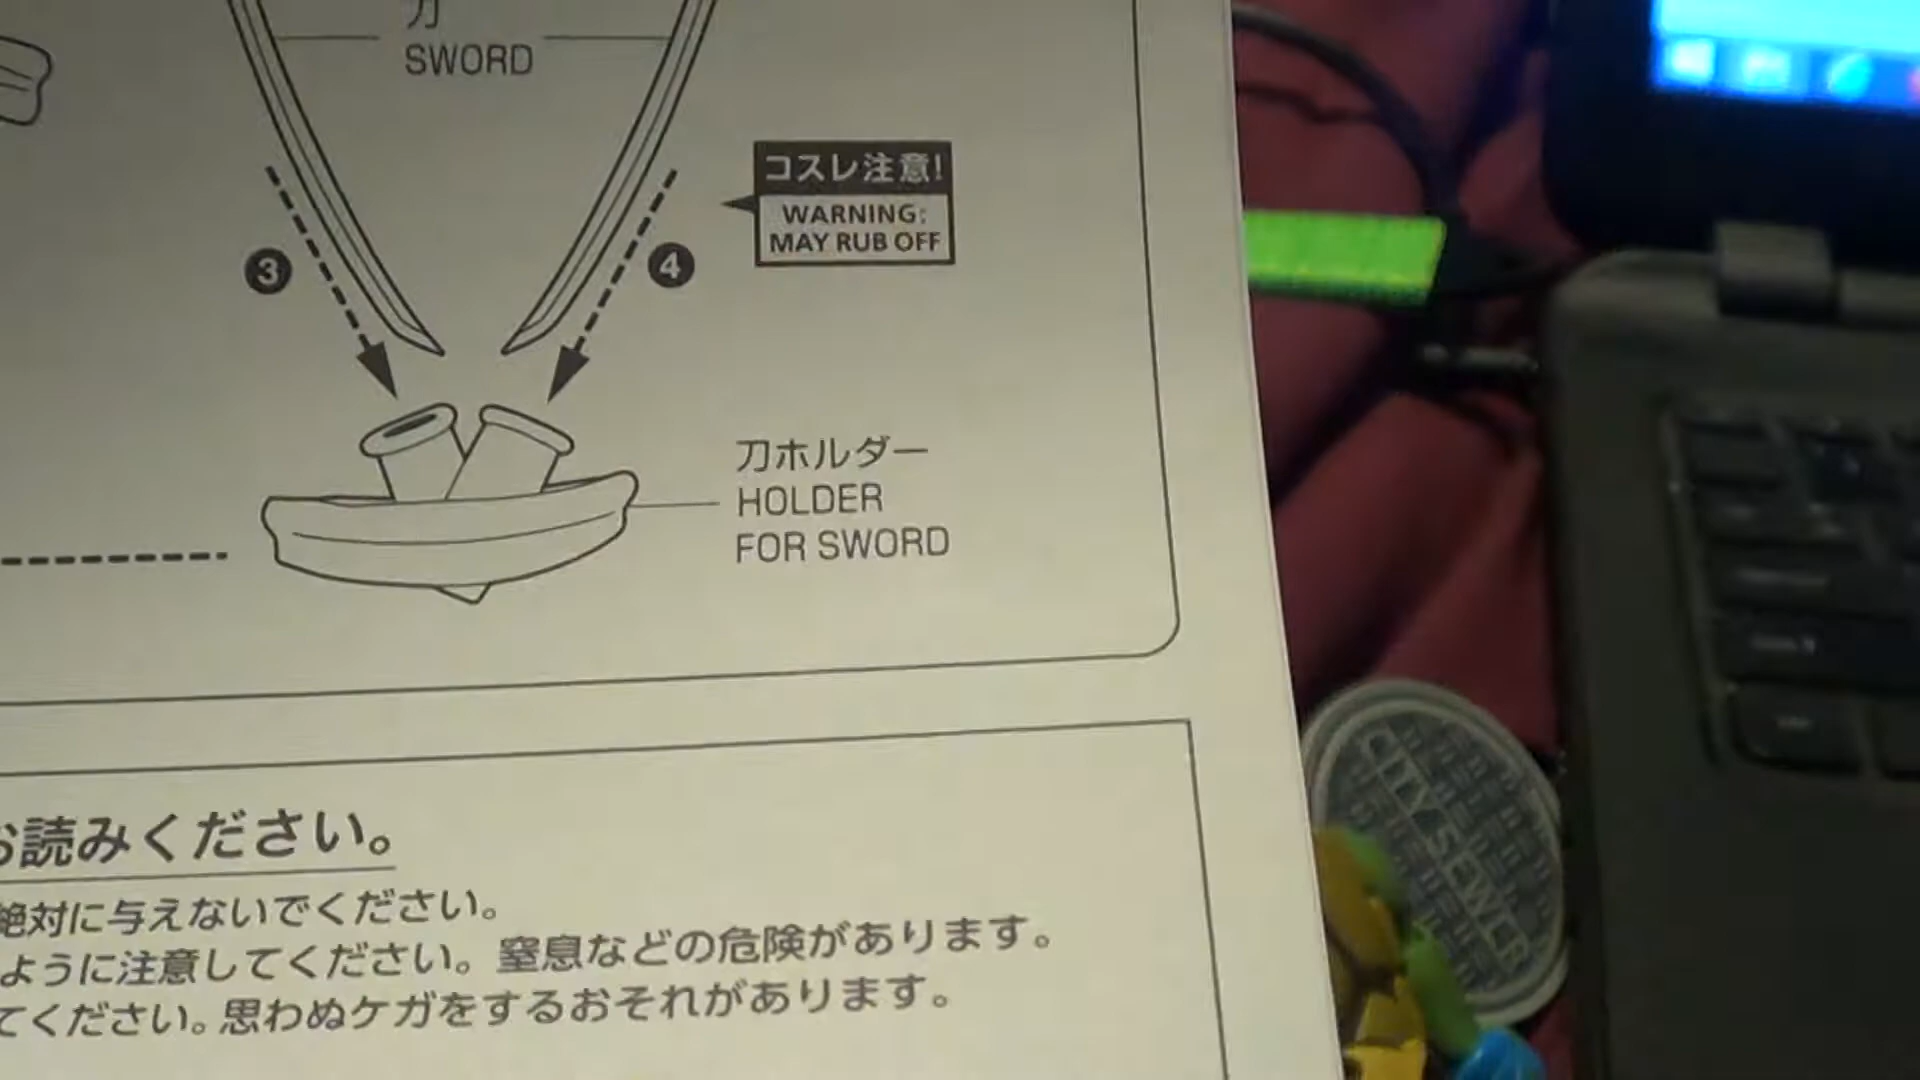 刀
SWORD
コスレ注意!
WARNING:
MAY RUB OFF
3
4
刀ホルダー
HOLDER
FOR SWORD
お読みください。
絶対に与えないでください。
ように注意してください。窒息などの危険があります。
てください。思わぬケガをするおそれがあります。
CITY SEWER